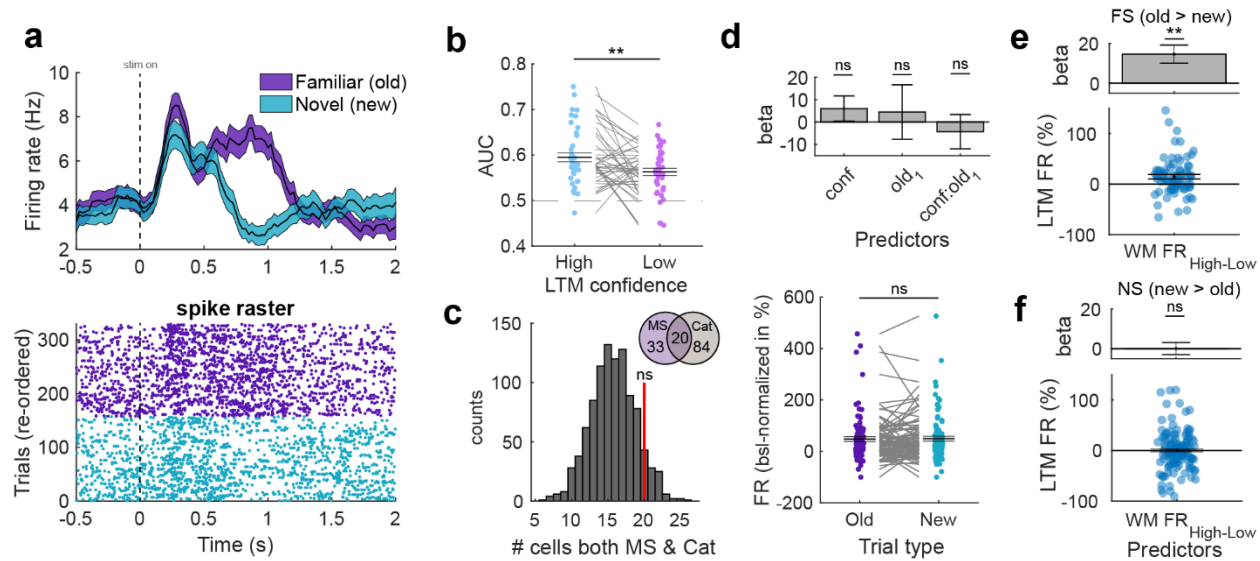 a
stim on
Familiar (old)
Novel (new)
Firing rate (Hz)
10
8
6
4
2
-0.5 0 0.5 1 1.5 2
spike raster
Trials (re-ordered)
300
200
100
0
-0.5 0 0.5 1 1.5 2
Time (s)
b
**
AUC
0.8
0.7
0.6
0.5
0.4
High Low
LTM confidence
c
MS Cat
33 20 84
ns
counts
150
100
50
0
5 10 15 20 25
# cells both MS & Cat
d
ns ns ns
beta
20
10
0
-10
conf old1 conf:old1
Predictors
ns
FR (bsl-normalized in %)
600
400
200
0
-200
Old New
Trial type
e
FS (old > new)
**
beta
20
0
LTM FR (%)
100
0
-100
WM FR High-Low
f
NS (new > old)
ns
beta
20
0
LTM FR (%)
100
0
-100
WM FR High-Low
Predictors